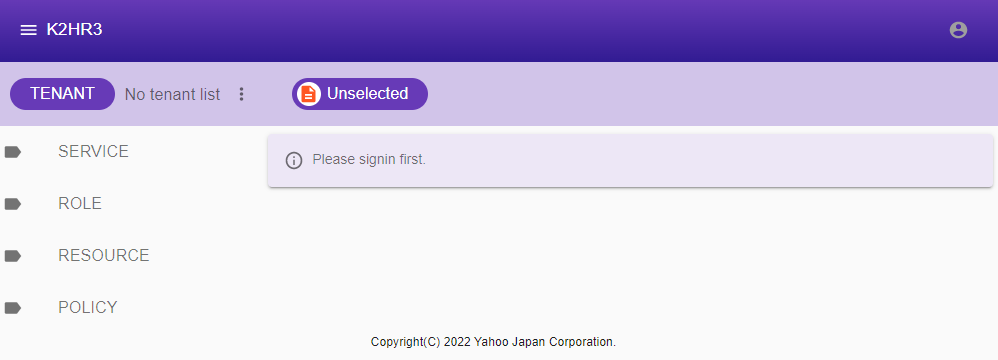 K2HR3
TENANT No tenant list Unselected
SERVICE
Please signin first.
ROLE
RESOURCE
POLICY
Copyright(C) 2022 Yahoo Japan Corporation.